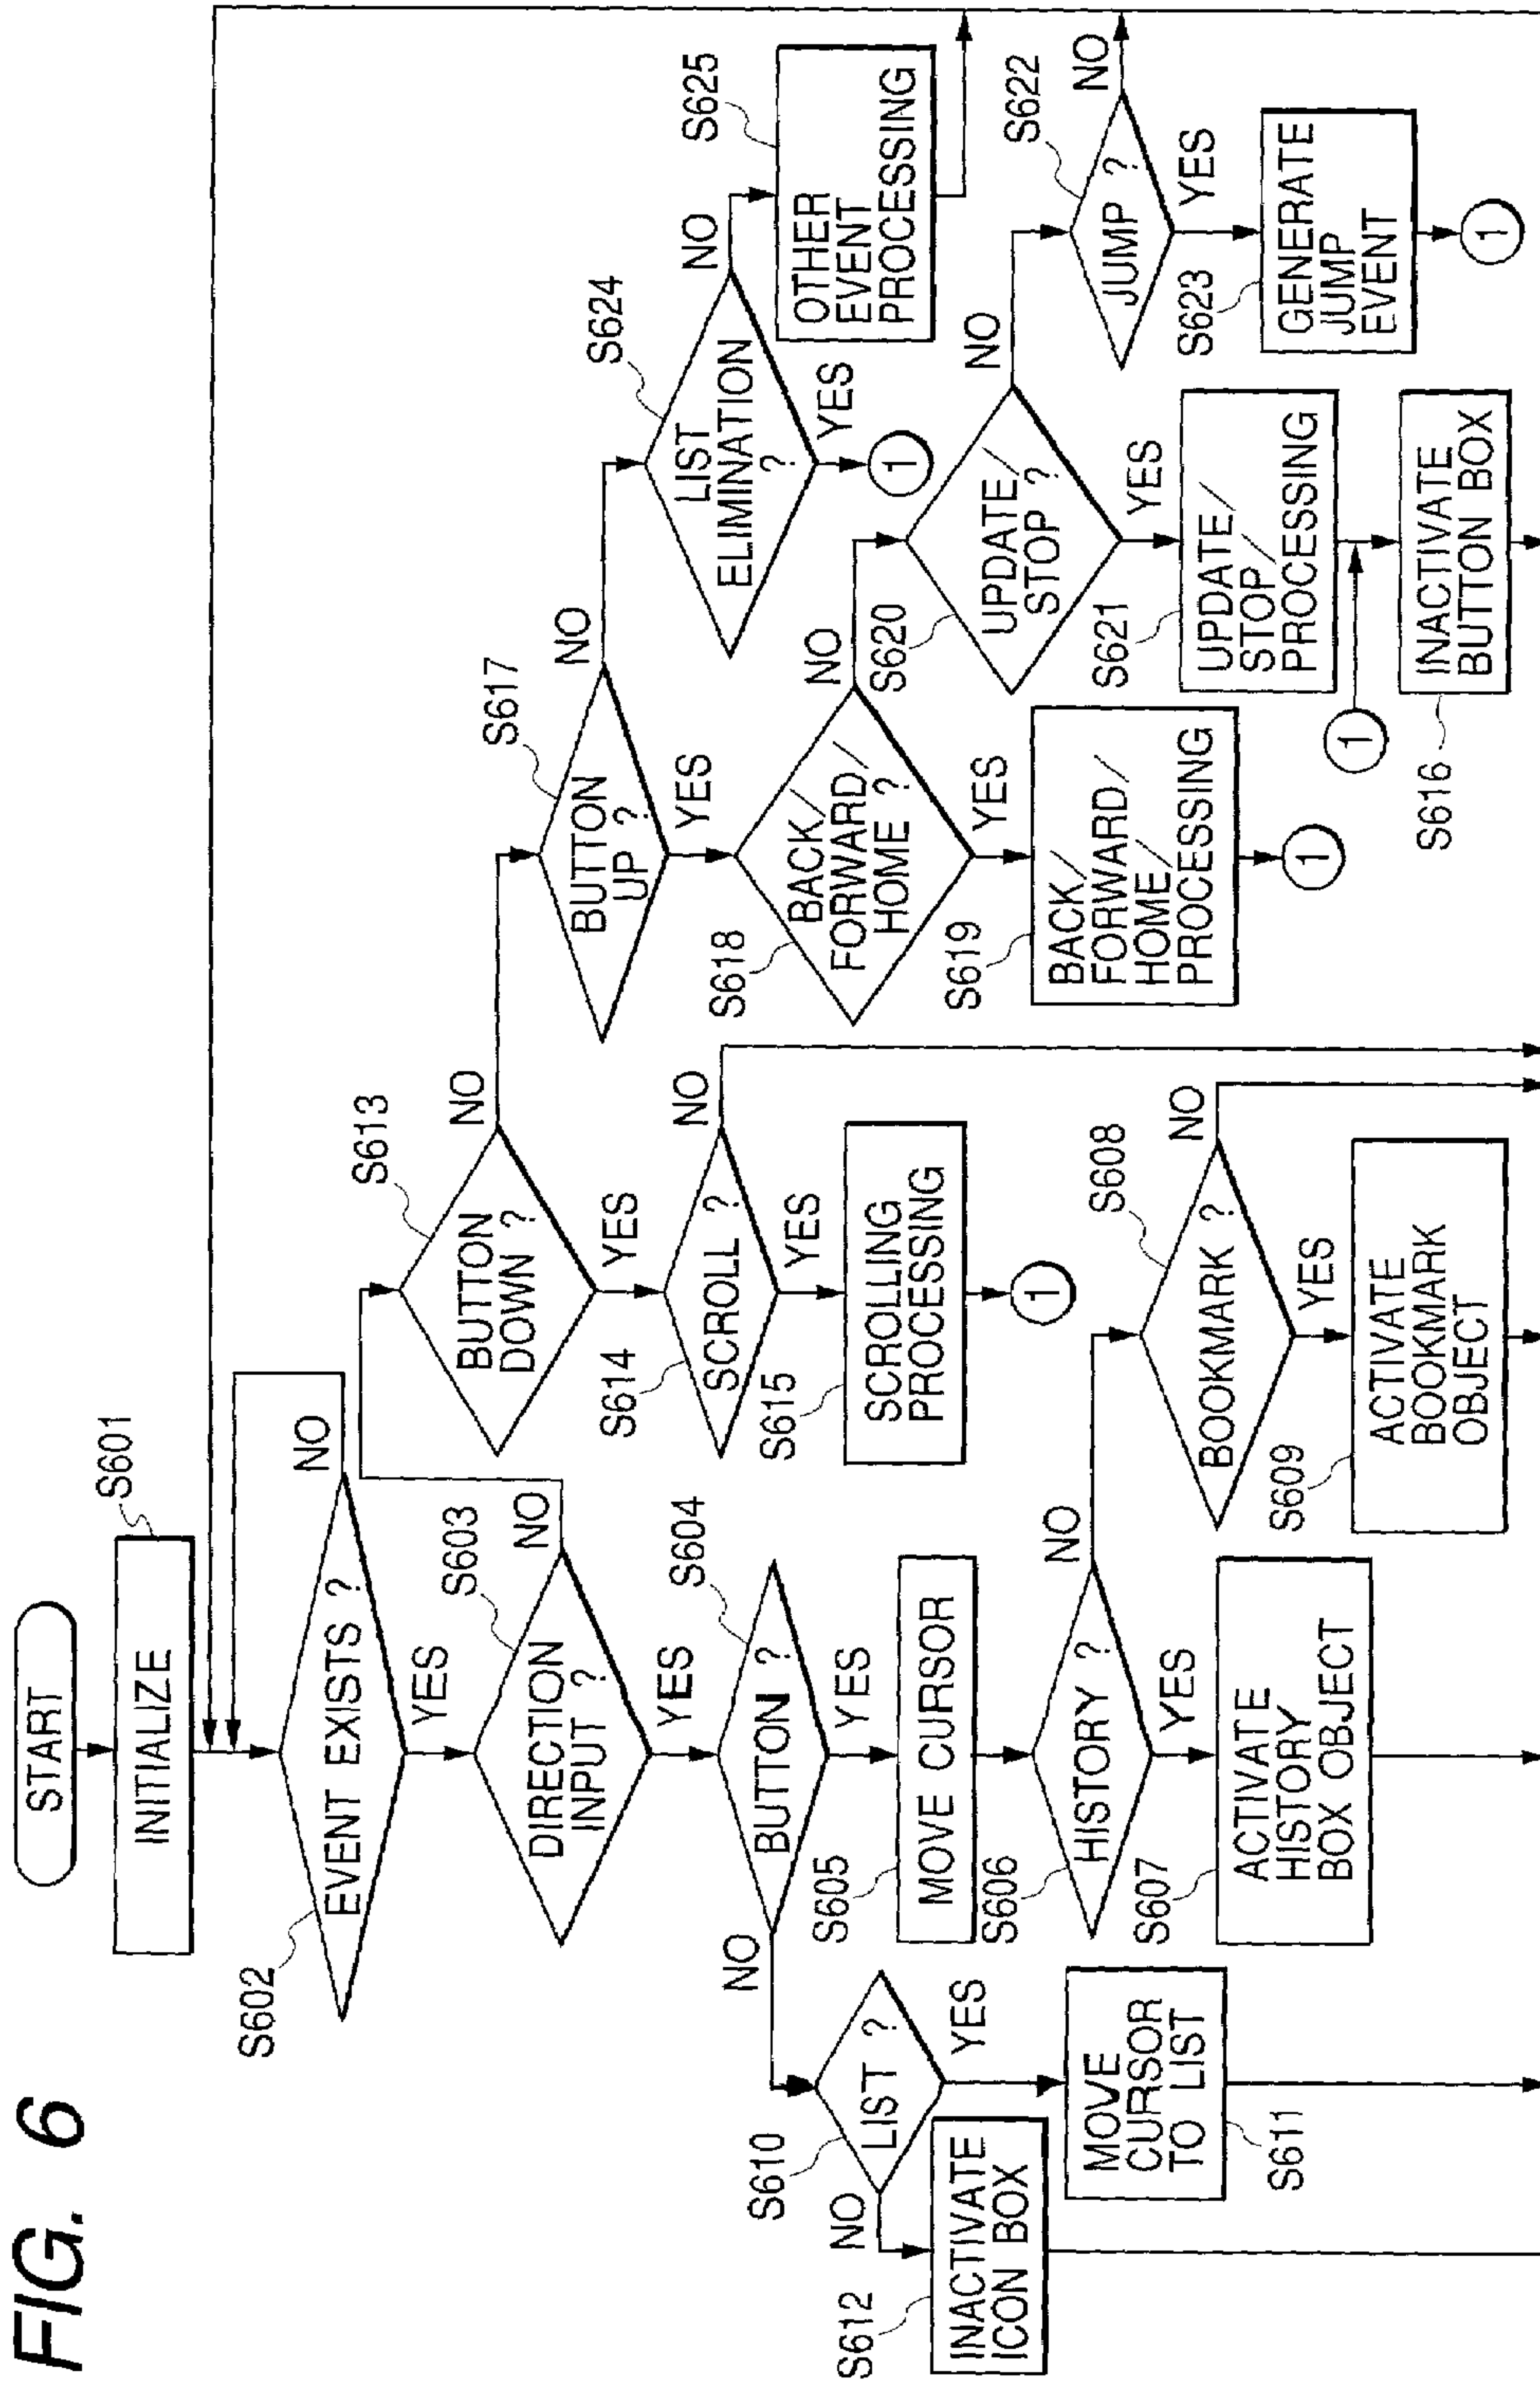 FIG. 6
START
INITIALIZE
S601
S602
EVENT EXISTS ?
NO
YES
S603
DIRECTION
INPUT ?
NO
YES
S604
BUTTON ?
NO
YES
S605
MOVE CURSOR
S606
HISTORY ?
NO
YES
S607
ACTIVATE
HISTORY
BOX OBJECT
S608
BOOKMARK ?
NO
YES
S609
ACTIVATE
BOOKMARK
OBJECT
S610
LIST ?
NO
YES
S611
MOVE
CURSOR
TO LIST
S612
INACTIVATE
ICON BOX
S613
BUTTON
DOWN ?
NO
YES
S614
SCROLL ?
NO
YES
S615
SCROLLING
PROCESSING
1
S617
BUTTON
UP ?
NO
YES
S618
BACK/
FORWARD/
HOME ?
NO
YES
S619
BACK/
FORWARD/
HOME/
PROCESSING
1
S620
UPDATE/
STOP ?
NO
YES
S621
UPDATE/
STOP/
PROCESSING
1
S616
INACTIVATE
BUTTON BOX
S622
JUMP ?
NO
YES
S623
GENERATE
JUMP
EVENT
1
S624
LIST
ELIMINATION
?
NO
YES
1
S625
OTHER
EVENT
PROCESSING